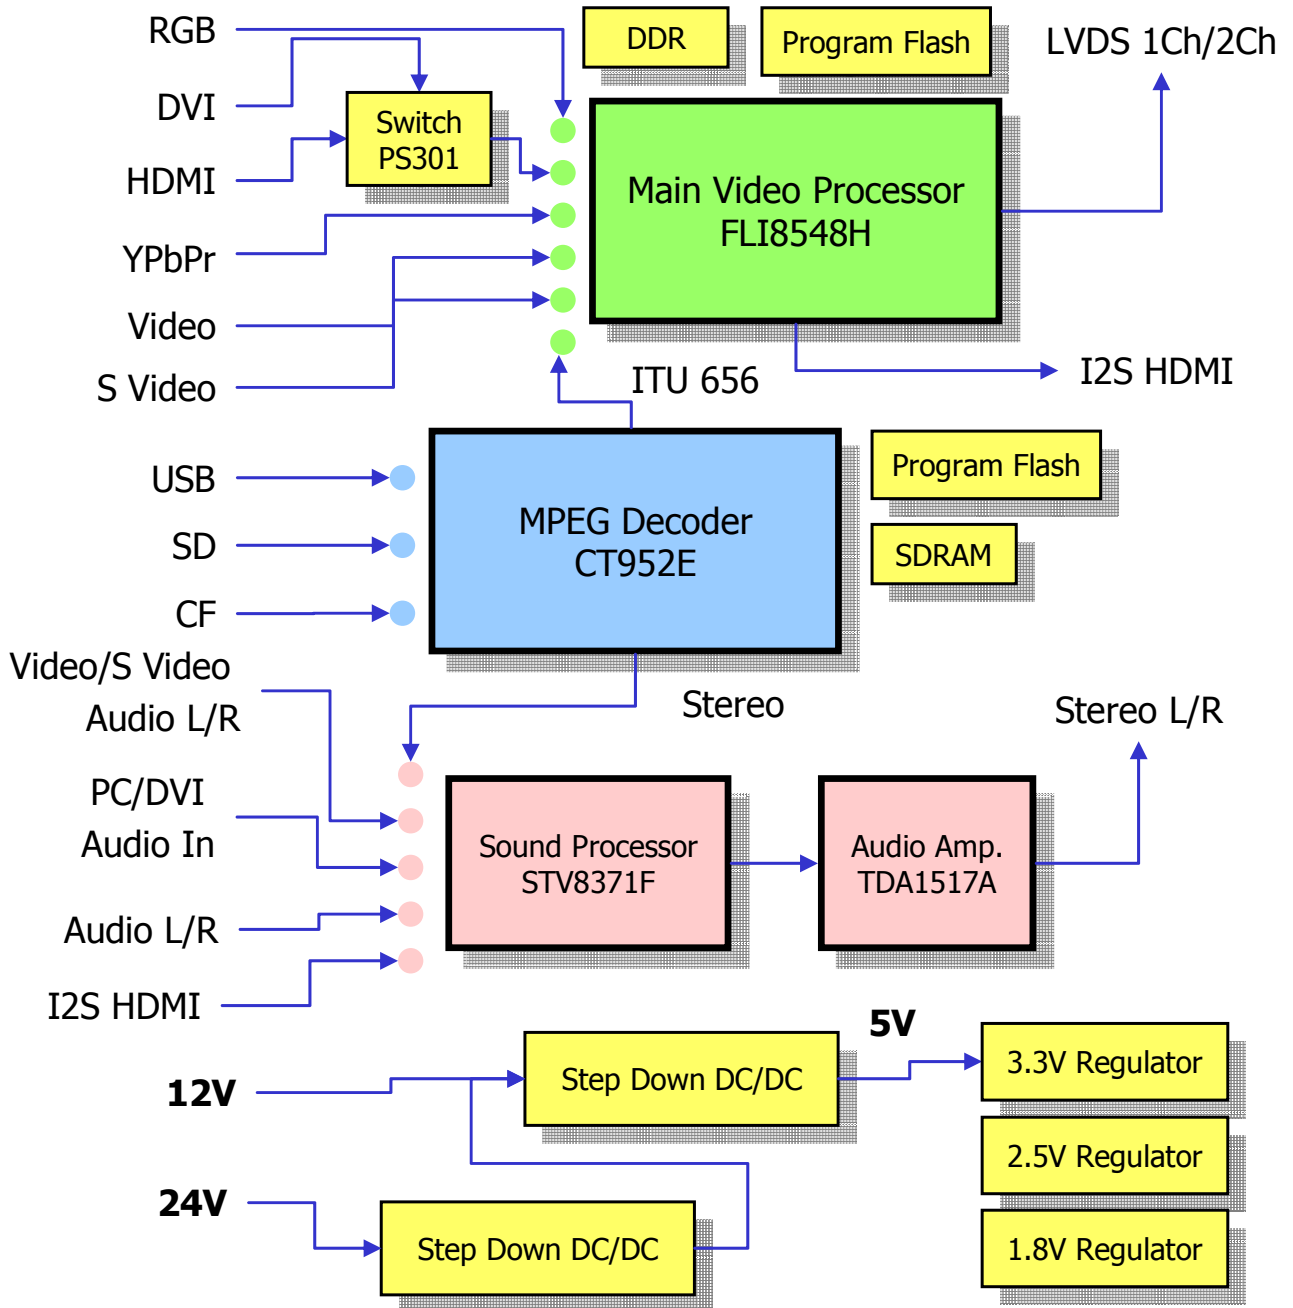 RGB
DDR
Program Flash
LVDS 1Ch/2Ch
DVI
Switch
PS301
HDMI
Main Video Processor
FLI8548H
YPbPr
Video
S Video
ITU 656
I2S HDMI
USB
SD
CF
MPEG Decoder
CT952E
Program Flash
SDRAM
Video/S Video
Audio L/R
Stereo
Stereo L/R
PC/DVI
Audio In
Sound Processor
STV8371F
Audio Amp.
TDA1517A
Audio L/R
I2S HDMI
12V
Step Down DC/DC
5V
3.3V Regulator
2.5V Regulator
24V
Step Down DC/DC
1.8V Regulator